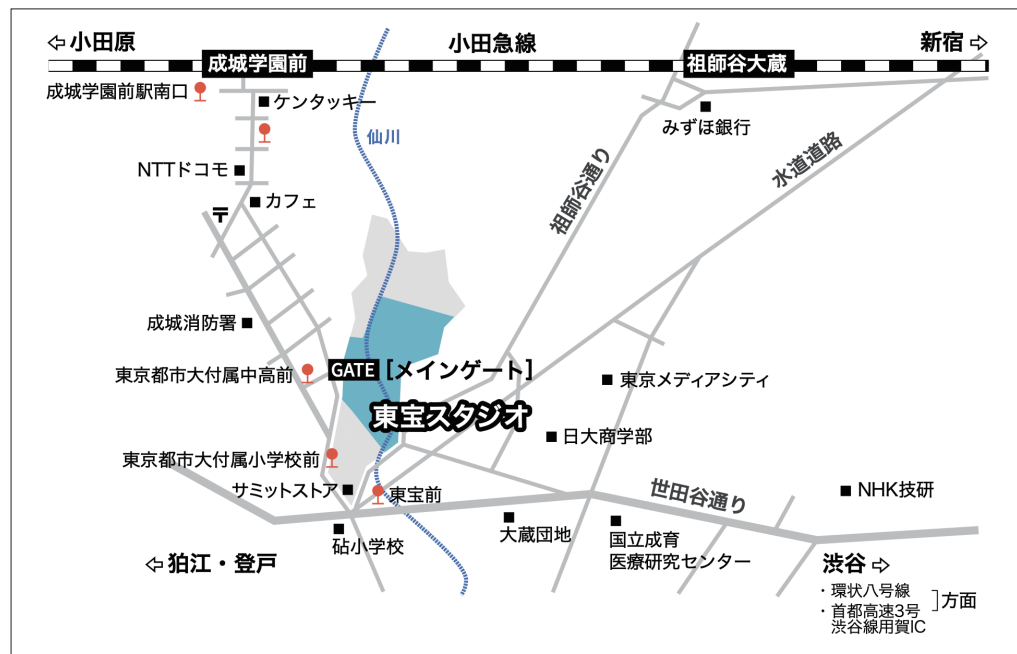 小田原
小田急線
新宿
成城学園前
祖師谷大蔵
成城学園前駅南口
ケンタッキー
みずほ銀行
仙川
NTTドコモ
カフェ
〒
祖師谷通り
水道道路
成城消防署
東京都市大付属中高前
GATE [メインゲート]
東宝スタジオ
東京メディアシティ
日大商学部
東京都市大付属小学校前
サミットストア
東宝前
世田谷通り
NHK技研
砧小学校
大蔵団地
国立成育
医療研究センター
狛江・登戸
渋谷
・環状八号線
・首都高速3号
渋谷線用賀IC
方面